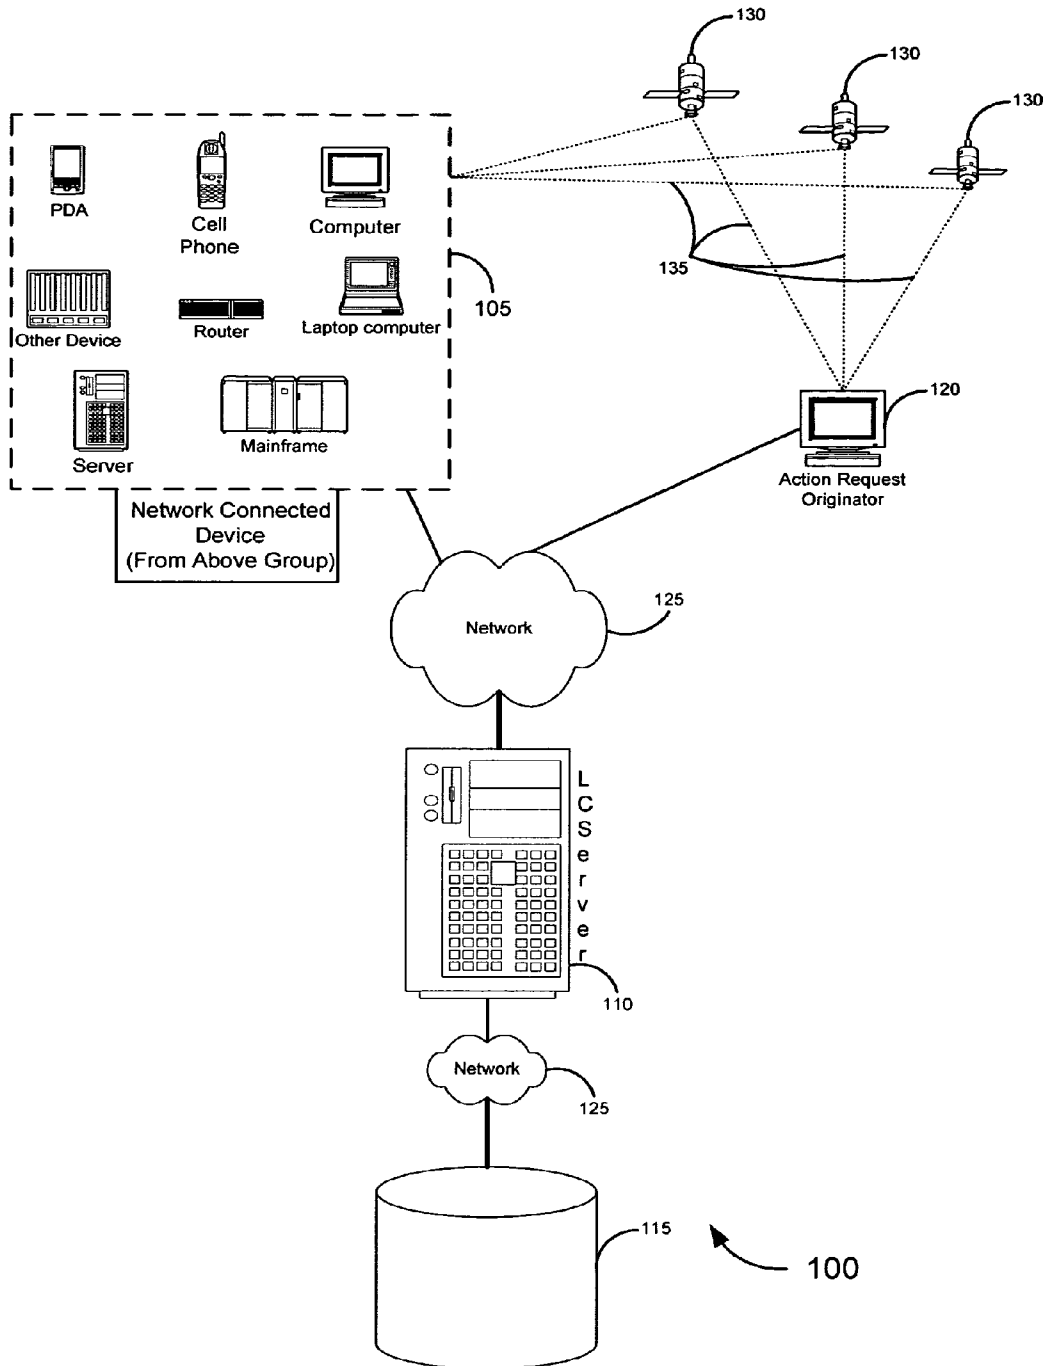 130
130
130
PDA
Cell
Phone
Computer
135
105
Other Device
Router
Laptop computer
120
Server
Mainframe
Action Request
Originator
Network Connected
Device
(From Above Group)
125
Network
LCServer
110
Network
125
115
100